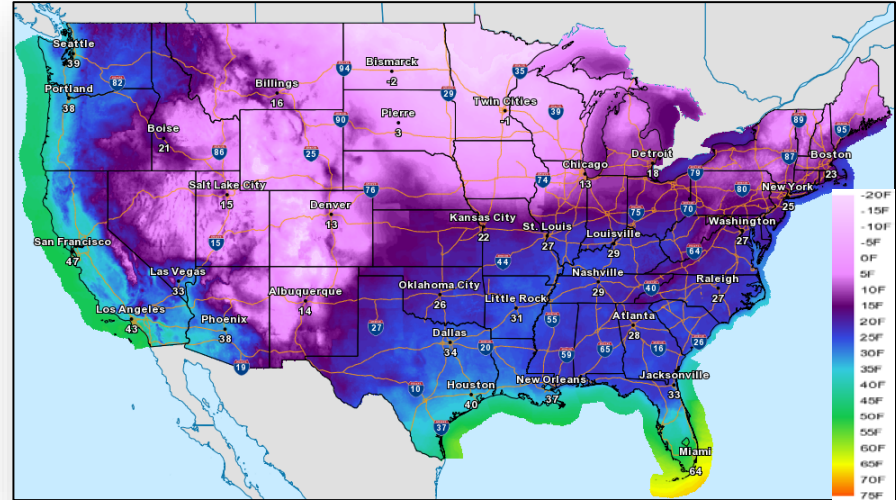 Seattle
39
Portland
38
82
94
Bismarck
-2
35
Billings
16
29
Twin Cities
-1
39
Pierre
3
90
89
95
Boise
21
86
25
87
Boston
23
Detroit
18
79
Chicago
13
74
Salt Lake City
15
76
80
New York
25
Denver
13
Kansas City
22
St. Louis
27
75
70
Louisville
29
Washington
27
San Francisco
47
15
44
64
Las Vegas
33
Nashville
29
Raleigh
27
Albuquerque
14
Oklahoma City
26
Little Rock
31
40
Los Angeles
43
Phoenix
38
27
55
Atlanta
28
Dallas
34
20
59
65
16
26
19
10
Houston
40
New Orleans
37
Jacksonville
33
37
Miami
64
-20F
-15F
-10F
-5F
0F
5F
10F
15F
20F
25F
30F
35F
40F
45F
50F
55F
60F
65F
70F
75F